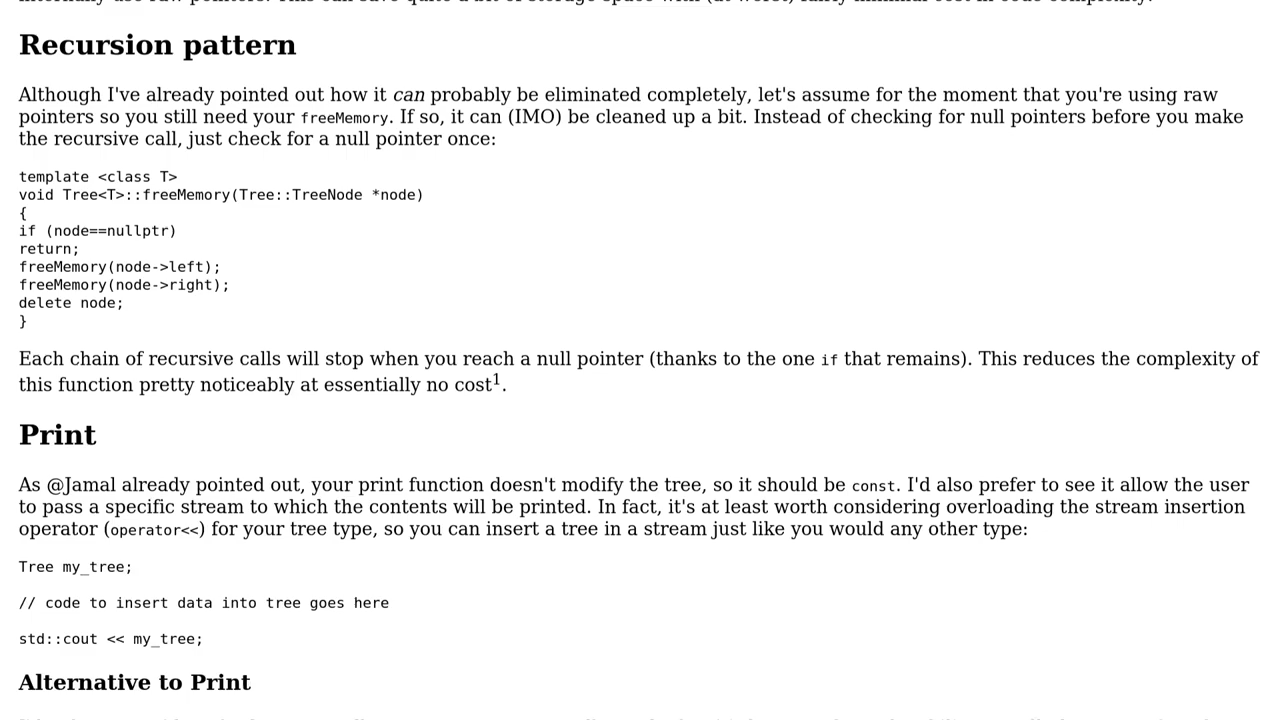 Recursion pattern
Although I've already pointed out how it can probably be eliminated completely, let's assume for the moment that you're using raw
pointers so you still need your freeMemory. If so, it can (IMO) be cleaned up a bit. Instead of checking for null pointers before you make
the recursive call, just check for a null pointer once:
template <class T>
void Tree<T>::freeMemory(Tree::TreeNode *node)
{
if (node==nullptr)
return;
freeMemory(node->left);
freeMemory(node->right);
delete node;
}
Each chain of recursive calls will stop when you reach a null pointer (thanks to the one if that remains). This reduces the complexity of
this function pretty noticeably at essentially no cost1.
Print
As @Jamal already pointed out, your print function doesn't modify the tree, so it should be const. I'd also prefer to see it allow the user
to pass a specific stream to which the contents will be printed. In fact, it's at least worth considering overloading the stream insertion
operator (operator<<) for your tree type, so you can insert a tree in a stream just like you would any other type:
Tree my_tree;
// code to insert data into tree goes here
std::cout << my_tree;
Alternative to Print